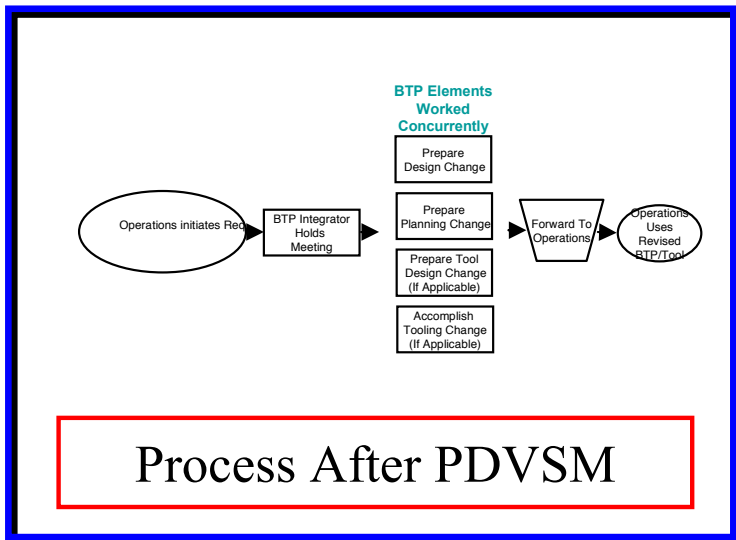 BTP Elements
Worked
Concurrently
Prepare
Design Change
Operations initiates Req
BTP Integrator
Holds
Meeting
Prepare
Planning Change
Forward To
Operations
Operations
Uses
Revised
BTP/Tool
Prepare Tool
Design Change
(If Applicable)
Accomplish
Tooling Change
(If Applicable)
Process After PDVSM